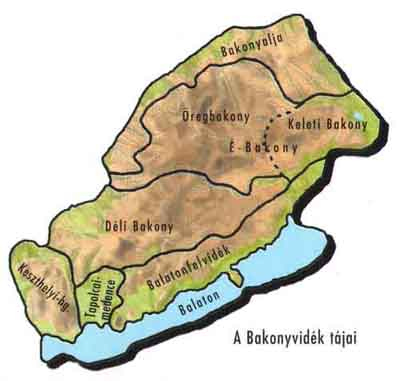 Bakonyalja
Öregbakony
Keleti Bakony
É-Bakony
Déli Bakony
Balatonfelvidék
Keszthelyi-hg.
Tapolcai-
medence
Balaton
A Bakonyvidék tájai